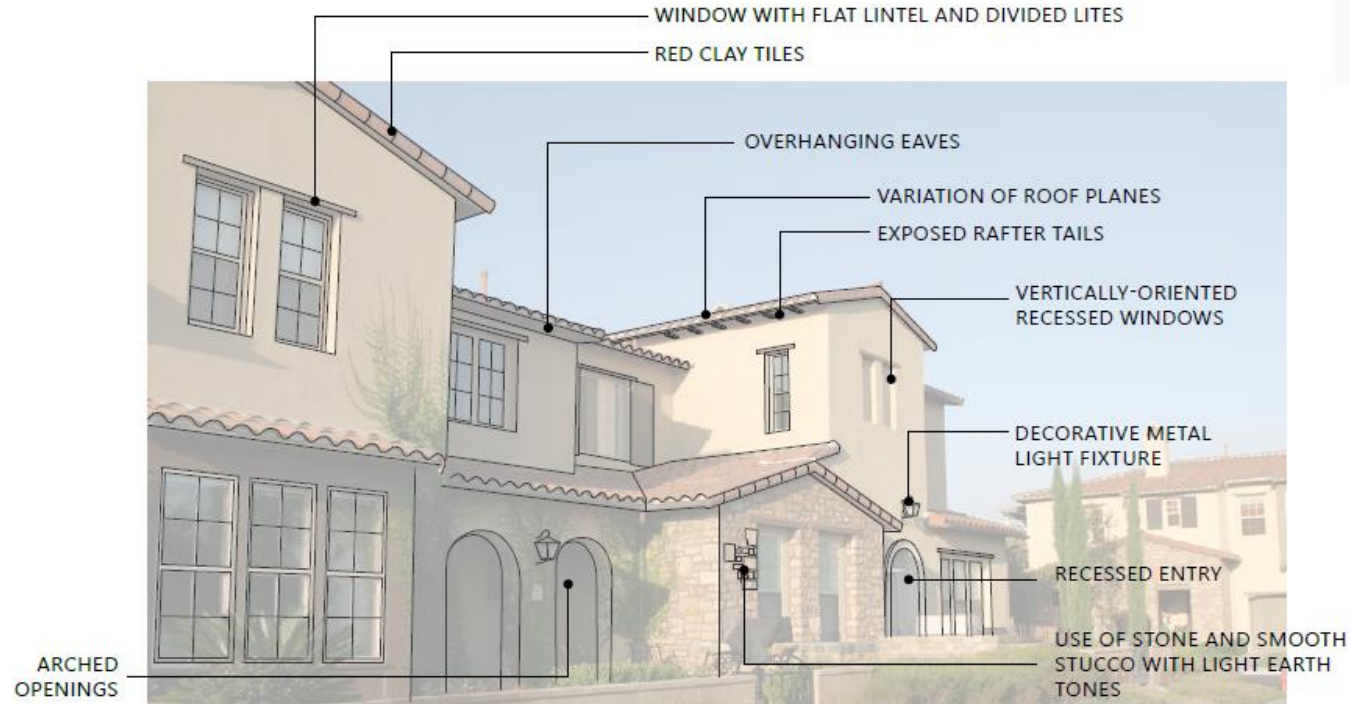 WINDOW WITH FLAT LINTEL AND DIVIDED LITES
RED CLAY TILES
OVERHANGING EAVES
VARIATION OF ROOF PLANES
EXPOSED RAFTER TAILS
VERTICALLY-ORIENTED
RECESSED WINDOWS
DECORATIVE METAL
LIGHT FIXTURE
RECESSED ENTRY
USE OF STONE AND SMOOTH
STUCCO WITH LIGHT EARTH
TONES
ARCHED
OPENINGS